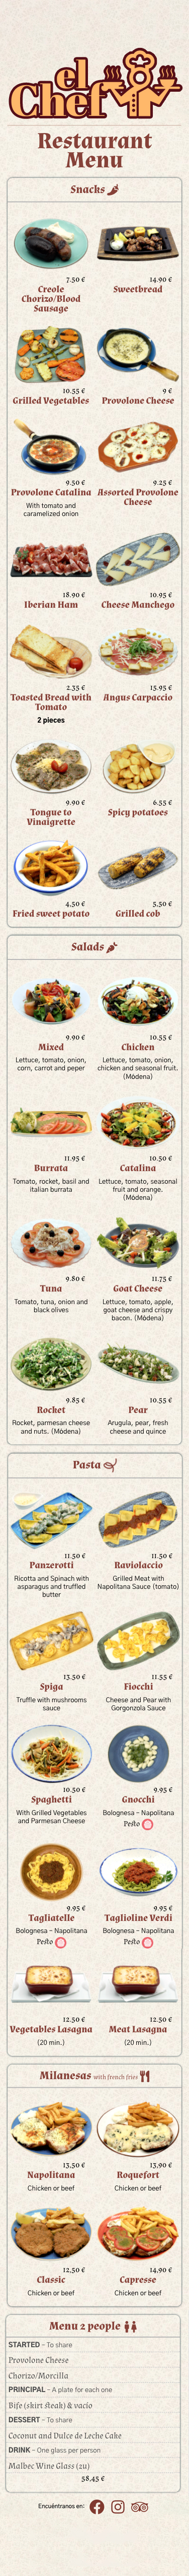 el
Chef
Restaurant
Menu
Snacks
7.50 €
Creole
Chorizo/Blood
Sausage
14.90 €
Sweetbread
10.55 €
Grilled Vegetables
9 €
Provolone Cheese
9.50 €
Provolone Catalina
With tomato and
caramelized onion
9.25 €
Assorted Provolone
Cheese
18.90 €
Iberian Ham
10.95 €
Cheese Manchego
2.35 €
Toasted Bread with
Tomato
2 pieces
15.95 €
Angus Carpaccio
9.90 €
Tongue to
Vinaigrette
6.55 €
Spicy potatoes
4,50 €
Fried sweet potato
5,50 €
Grilled cob
Salads
9.90 €
Mixed
Lettuce, tomato, onion,
corn, carrot and peper
10.55 €
Chicken
Lettuce, tomato, onion,
chicken and seasonal fruit.
(Módena)
11.95 €
Burrata
Tomato, rocket, basil and
italian burrata
10.50 €
Catalina
Lettuce, tomato, seasonal
fruit and orange.
(Módena)
9.80 €
Tuna
Tomato, tuna, onion and
black olives
11.75 €
Goat Cheese
Lettuce, tomato, apple,
goat cheese and crispy
bacon. (Módena)
9.85 €
Rocket
Rocket, parmesan cheese
and nuts. (Módena)
10.55 €
Pear
Arugula, pear, fresh
cheese and quince
Pasta
11.50 €
Panzerotti
Ricotta and Spinach with
asparagus and truffled
butter
11.50 €
Raviolaccio
Grilled Meat with
Napolitana Sauce (tomato)
13.50 €
Spiga
Truffle with mushrooms
sauce
11.55 €
Fiocchi
Cheese and Pear with
Gorgonzola Sauce
10.50 €
Spaghetti
With Grilled Vegetables
and Parmesan Cheese
9.95 €
Gnocchi
Bolognesa - Napolitana
Pesto
9.95 €
Tagliatelle
Bolognesa - Napolitana
Pesto
9.95 €
Taglioline Verdi
Bolognesa - Napolitana
Pesto
12.50 €
Vegetables Lasagna
(20 min.)
12.50 €
Meat Lasagna
(20 min.)
Milanesas with french fries
13,50 €
Napolitana
Chicken or beef
13,90 €
Roquefort
Chicken or beef
12,50 €
Classic
Chicken or beef
14,90 €
Capresse
Chicken or beef
Menu 2 people
STARTED - To share
Provolone Cheese
Chorizo/Morcilla
PRINCIPAL - A plate for each one
Bife (skirt steak) & vacío
DESSERT - To share
Coconut and Dulce de Leche Cake
DRINK - One glass per person
Malbec Wine Glass (2u)
58,45 €
Encuéntranos en: